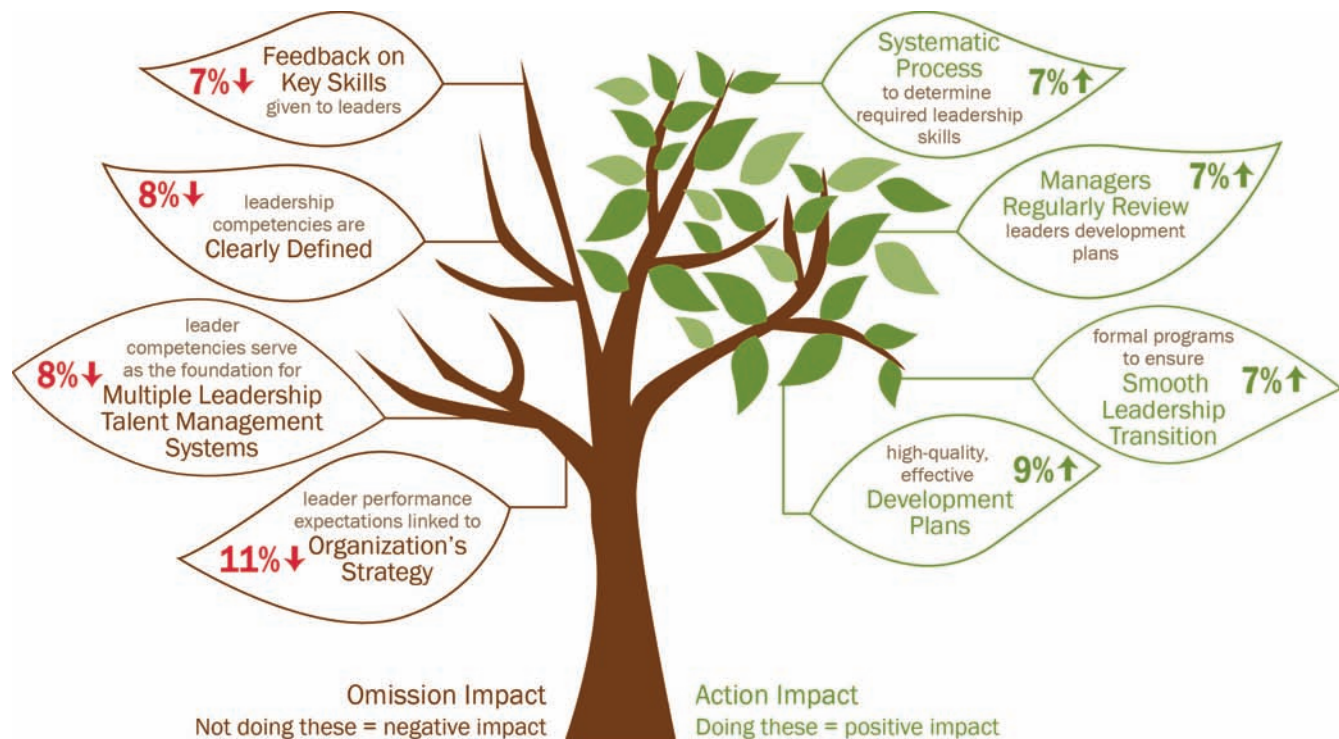 7%↓ Feedback on
Key Skills
given to leaders
8%↓
leadership
competencies are
Clearly Defined
leader
competencies serve
as the foundation for
8%↓ Multiple Leadership
Talent Management
Systems
leader performance
expectations linked to
11%↓ Organization's
Strategy
Omission Impact
Not doing these = negative impact
Systematic
Process
7%↑
to determine
required leadership
skills
7%↑
Managers
Regularly Review
leaders development
plans
formal programs
to ensure
Smooth
7%↑
Leadership
Transition
high-quality,
effective
9%↑
Development
Plans
Action Impact
Doing these = positive impact